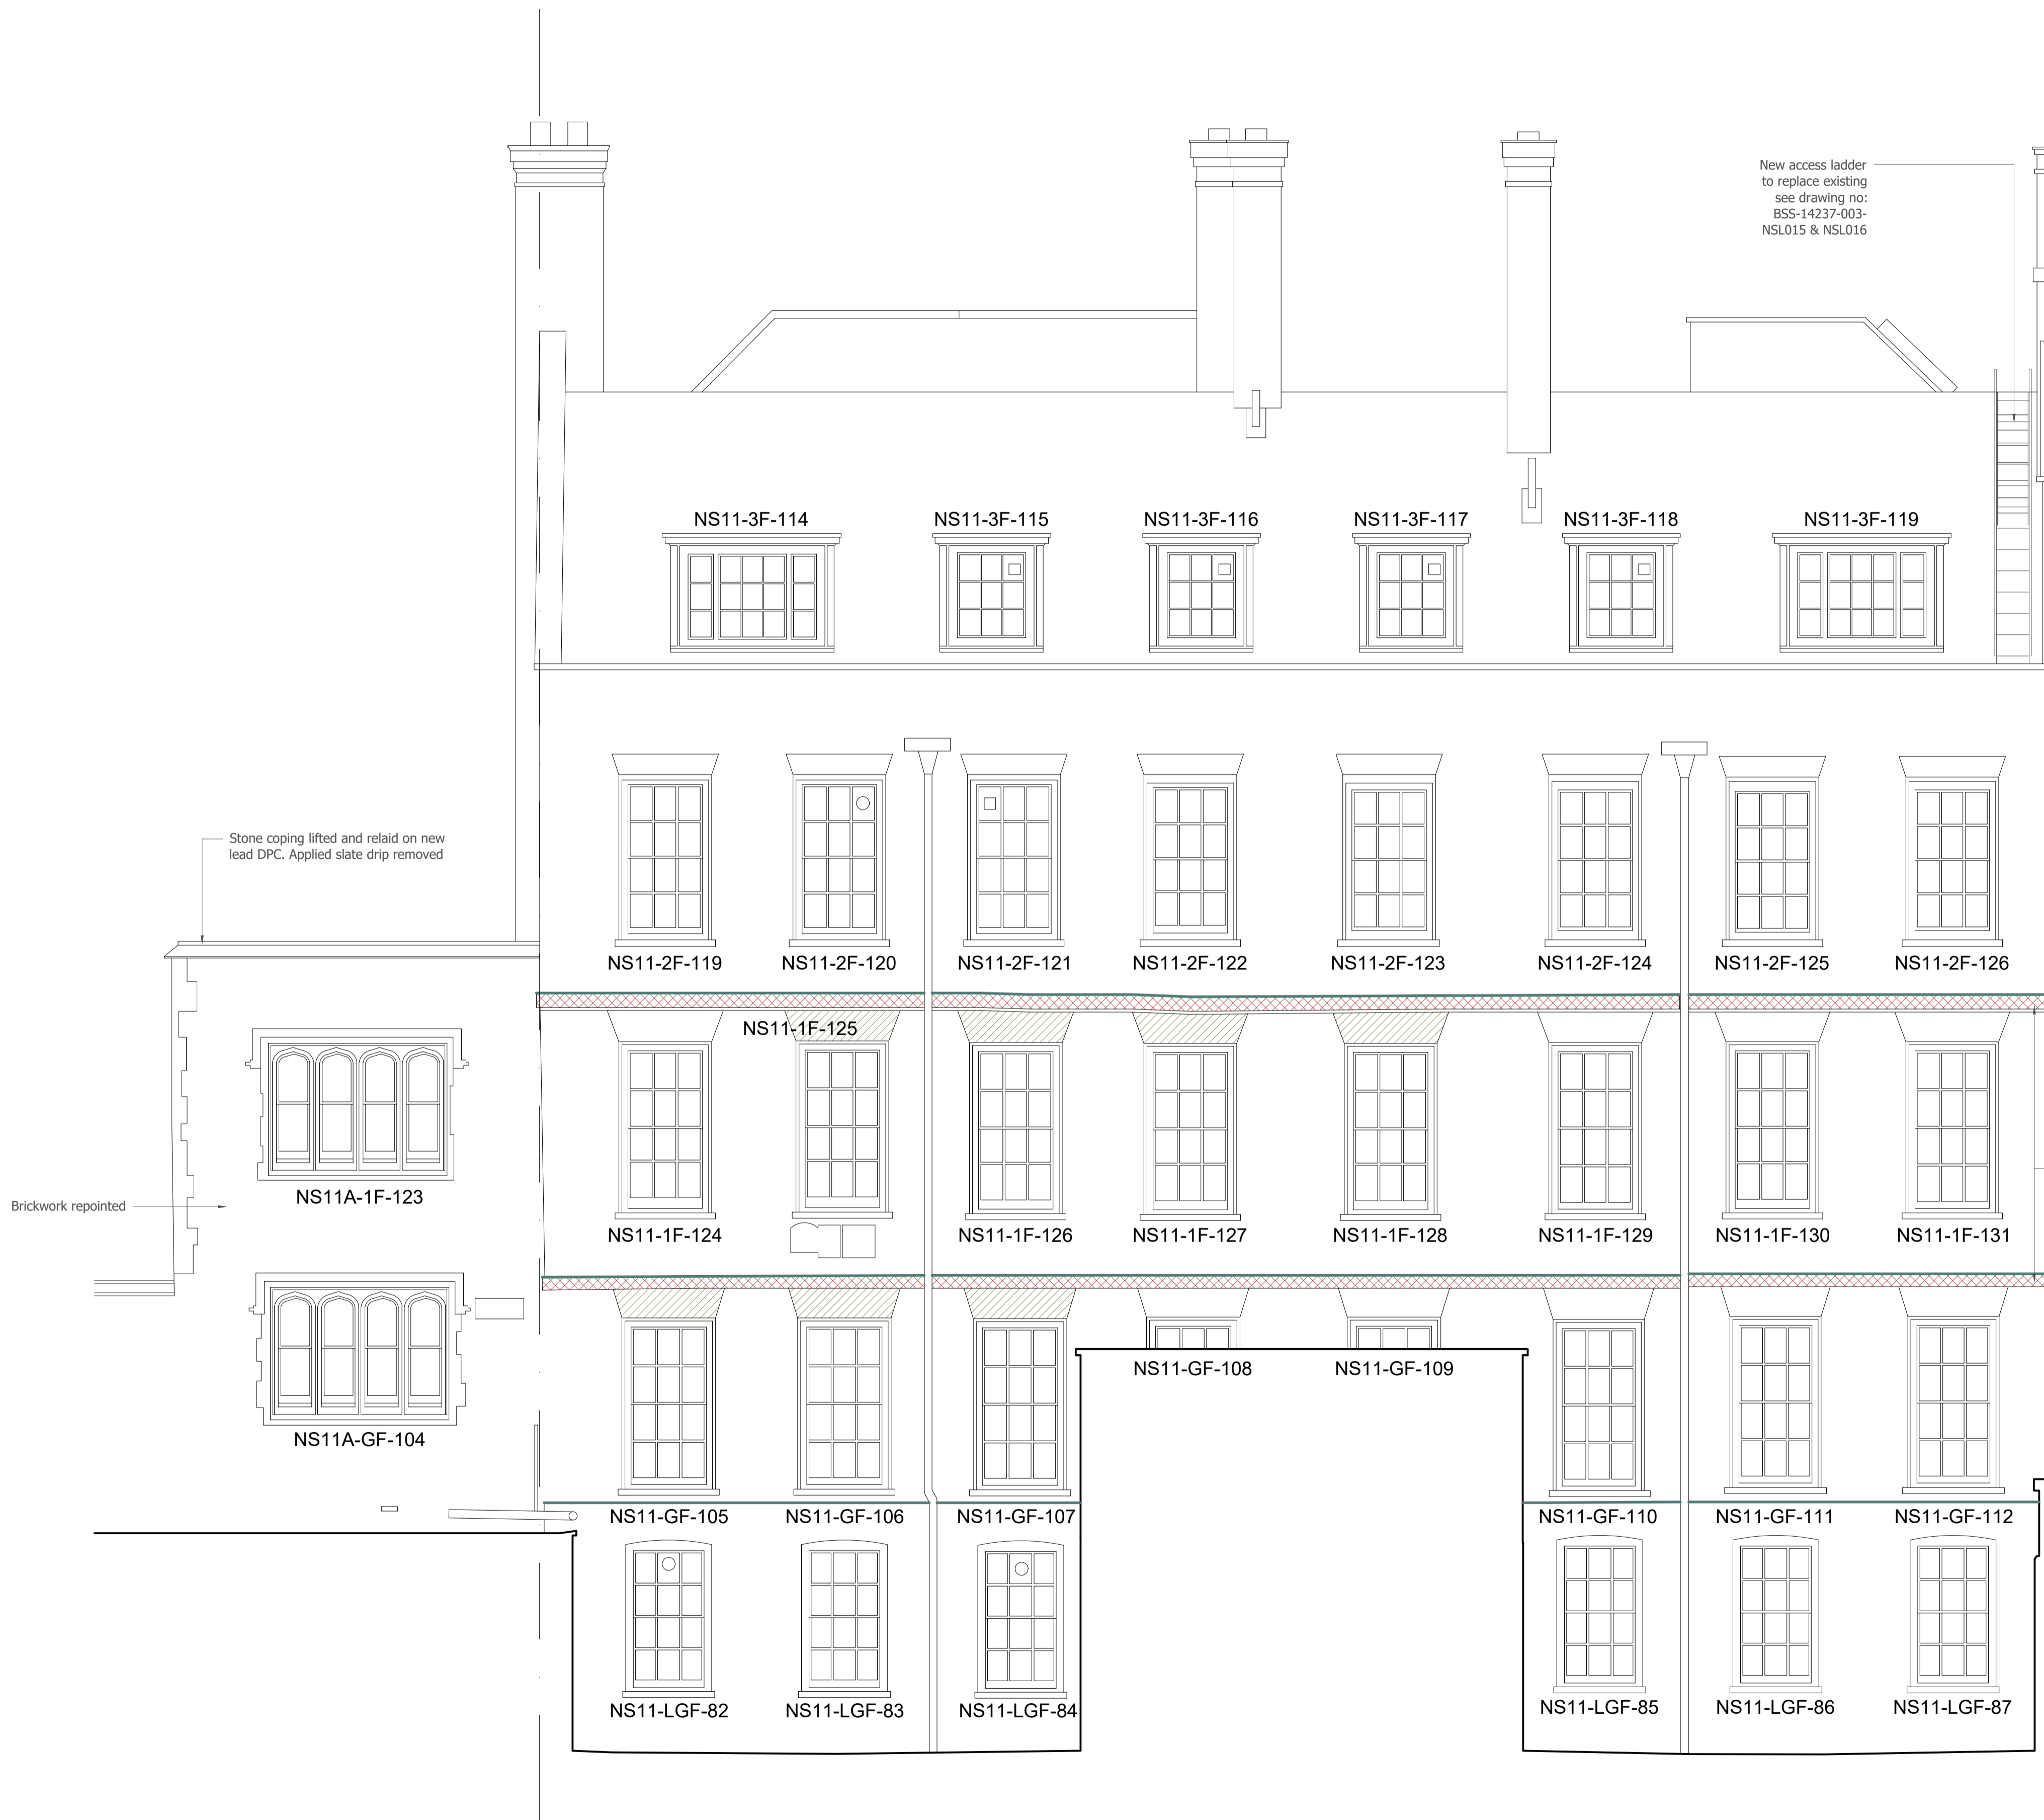 New access ladder
to replace existing
see drawing no:
BSS-14237-003-
NSL015 & NSL016
NS11-3F-114
NS11-3F-115
NS11-3F-116
NS11-3F-117
NS11-3F-118
NS11-3F-119
Stone coping lifted and relaid on new
lead DPC. Applied slate drip removed
NS11-2F-119
NS11-2F-120
NS11-2F-121
NS11-2F-122
NS11-2F-123
NS11-2F-124
NS11-2F-125
NS11-2F-126
NS11-1F-125
NS11A-1F-123
Brickwork repointed
NS11-1F-124
NS11-1F-126
NS11-1F-127
NS11-1F-128
NS11-1F-129
NS11-1F-130
NS11-1F-131
NS11-GF-108
NS11-GF-109
NS11A-GF-104
NS11-GF-105
NS11-GF-106
NS11-GF-107
NS11-GF-110
NS11-GF-111
NS11-GF-112
NS11-LGF-82
NS11-LGF-83
NS11-LGF-84
NS11-LGF-85
NS11-LGF-86
NS11-LGF-87